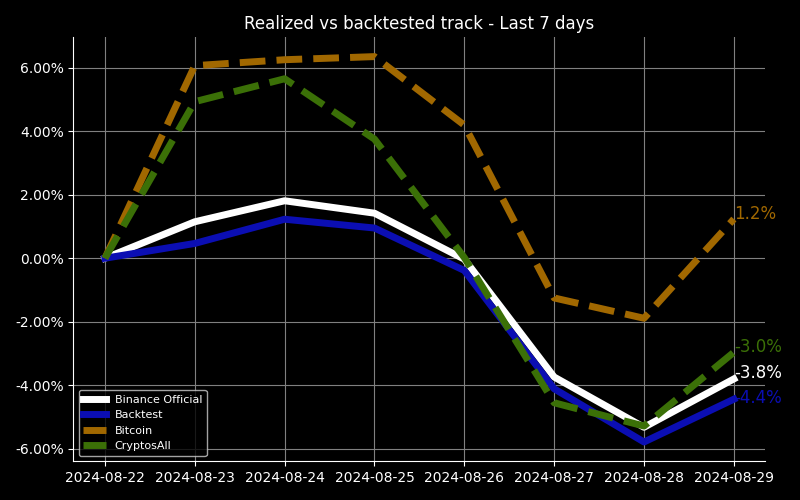 Realized vs backtested track - Last 7 days
6.00%
4.00%
2.00%
0.00%
-2.00%
-4.00%
-6.00%
1.2%
-3.0%
-3.8%
-4.4%
Binance Official
Backtest
Bitcoin
CryptosAll
2024-08-22 2024-08-23 2024-08-24 2024-08-25 2024-08-26 2024-08-27 2024-08-28 2024-08-29